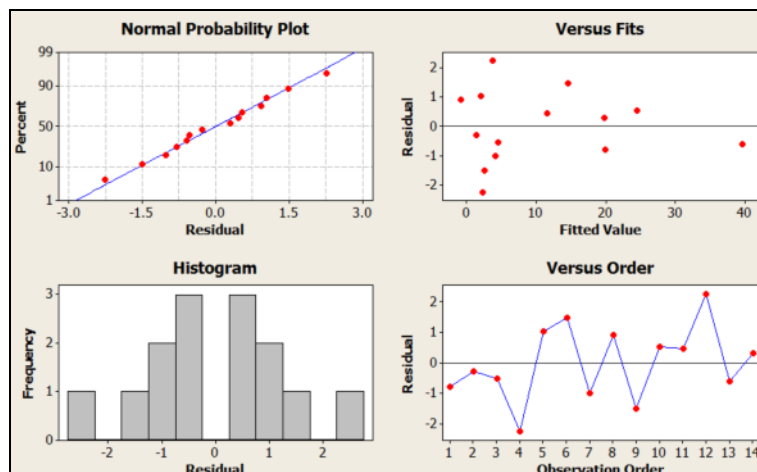 Normal Probability Plot
99
90
50
10
1
Percent
-3.0 -1.5 0.0 1.5 3.0
Residual
Versus Fits
2
1
0
-1
-2
Residual
0 10 20 30 40
Fitted Value
Histogram
3
2
1
0
Frequency
-2 -1 0 1 2
Residual
Versus Order
2
1
0
-1
-2
Residual
1 2 3 4 5 6 7 8 9 10 11 12 13 14
Observation Order